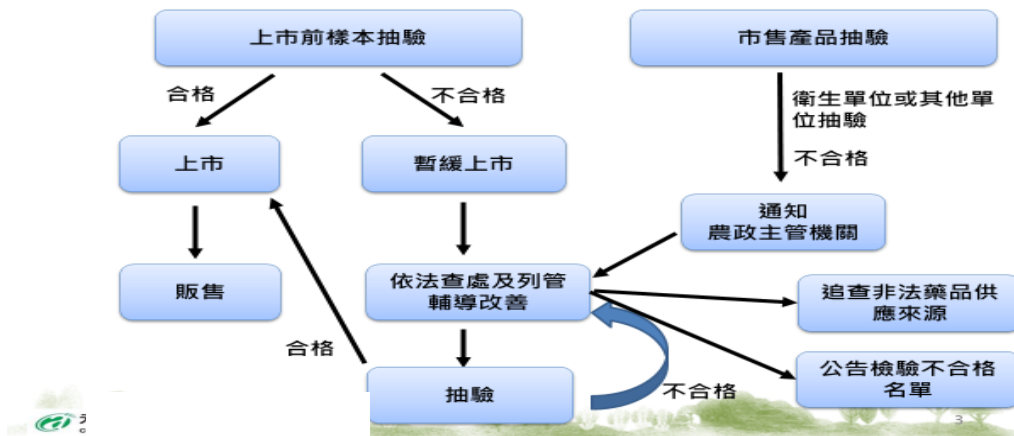 上市前樣本抽驗
市售產品抽驗
合格
不合格
衛生單位或其他單
位抽驗
不合格
上市
暫緩上市
通知
農政主管機關
販售
依法查處及列管
輔導改善
追查非法藥品供
應來源
合格
抽驗
不合格
公告檢驗不合格
名單
3